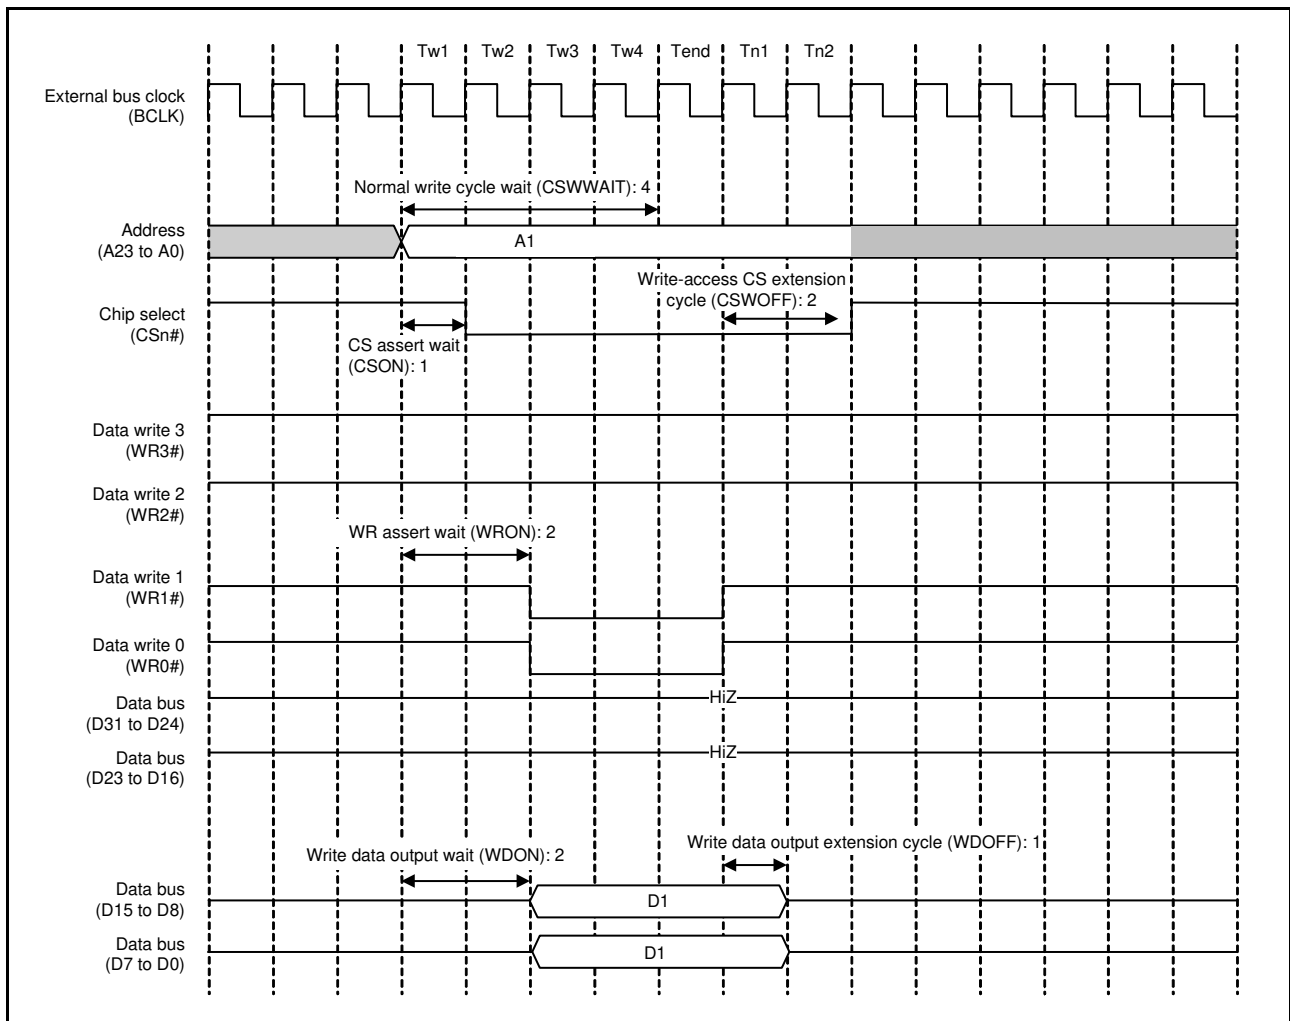 Tw1 Tw2 Tw3 Tw4 Tend Tn1 Tn2
External bus clock
(BCLK)
Normal write cycle wait (CSWWAIT): 4
Address
(A23 to A0)
A1
Write-access CS extension
cycle (CSWOFF): 2
Chip select
(CSn#)
CS assert wait
(CSON): 1
Data write 3
(WR3#)
Data write 2
(WR2#)
WR assert wait (WRON): 2
Data write 1
(WR1#)
Data write 0
(WR0#)
HiZ
Data bus
(D31 to D24)
HiZ
Data bus
(D23 to D16)
Write data output extension cycle (WDOFF): 1
Write data output wait (WDON): 2
Data bus
(D15 to D8)
D1
Data bus
(D7 to D0)
D1